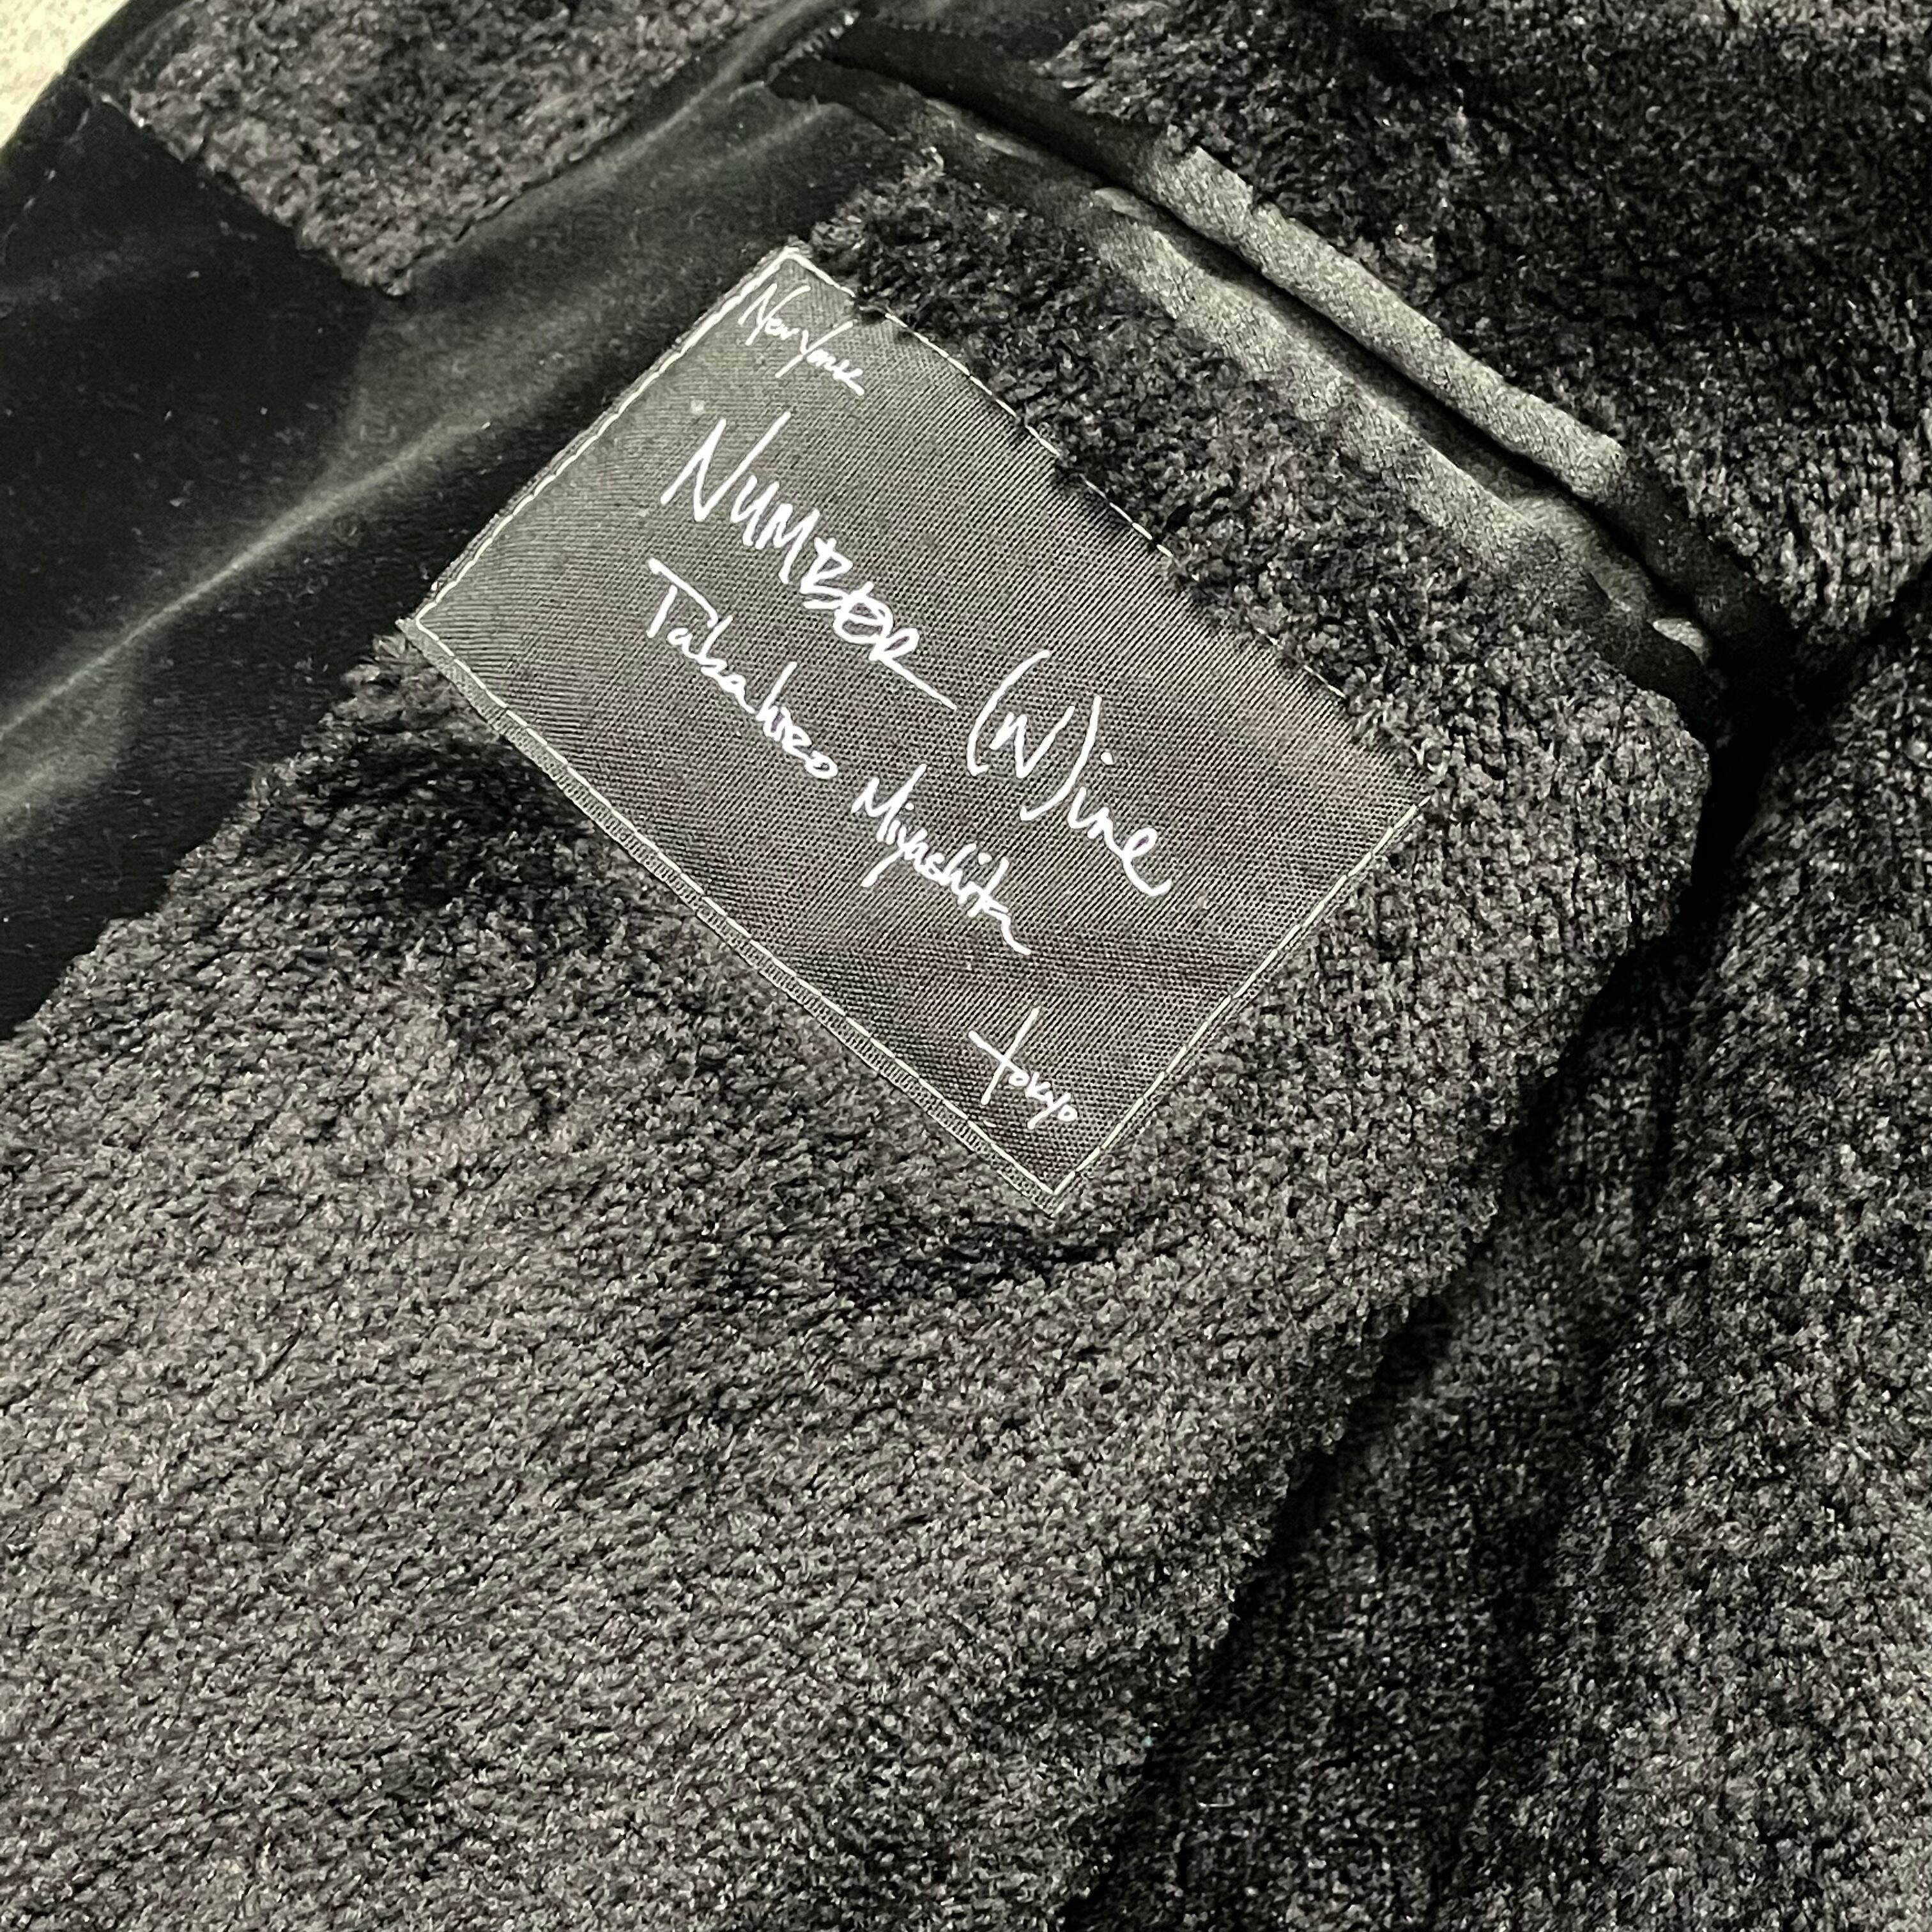 New York
NUMBER (N)ine
Takahiro Miyashita
tokyo